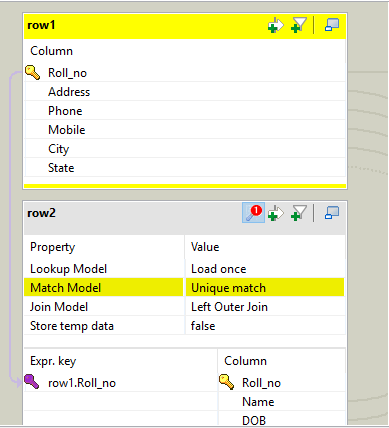 row1
Column
Roll_no
Address
Phone
Mobile
City
State
row2
1
Property Value
Lookup Model Load once
Match Model Unique match
Join Model Left Outer Join
Store temp data false
Expr. key Column
row1.Roll_no Roll_no
Name
DOB